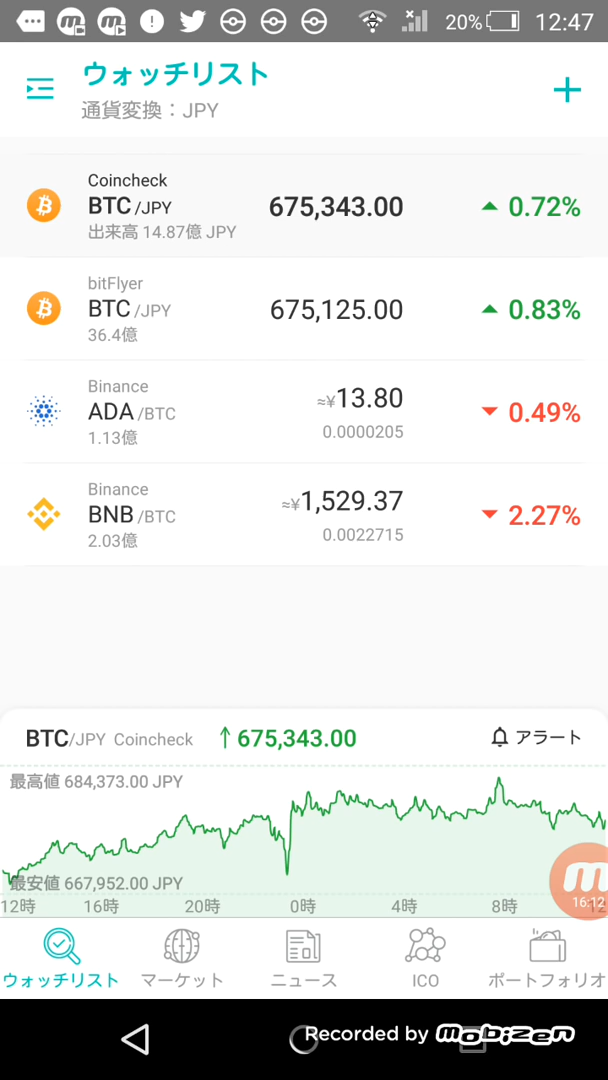 20% 12:47
ウォッチリスト
通貨変換：JPY
Coincheck
BTC/JPY 675,343.00 0.72%
出来高 14.87億 JPY
bitFlyer
BTC/JPY 675,125.00 0.83%
36.4億
Binance
ADA/BTC ≈¥13.80 0.49%
1.13億 0.0000205
Binance
BNB/BTC ≈¥1,529.37 2.27%
2.03億 0.0022715
BTC/JPY Coincheck ↑675,343.00 アラート
最高値 684,373.00 JPY
最安値 667,952.00 JPY
16:12
12時 16時 20時 0時 4時 8時 12
ウォッチリスト マーケット ニュース ICO ポートフォリオ
Recorded by mobizen